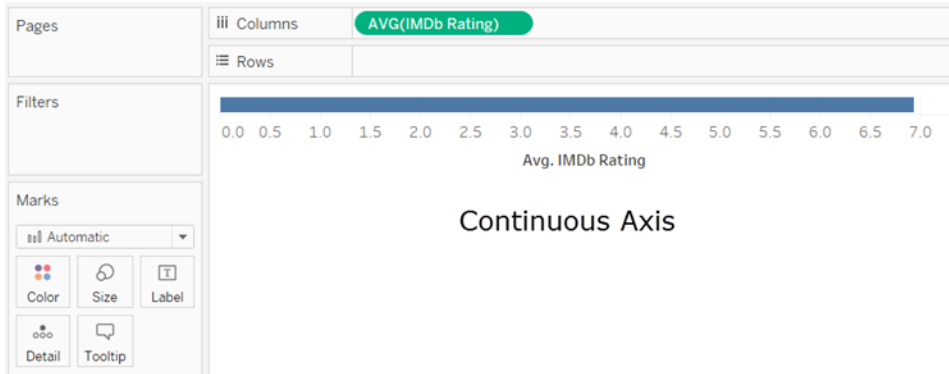 Pages
Columns
AVG(IMDb Rating)
Rows
Filters
0.0 0.5 1.0 1.5 2.0 2.5 3.0 3.5 4.0 4.5 5.0 5.5 6.0 6.5 7.0
Avg. IMDb Rating
Continuous Axis
Marks
Automatic
Color Size Label
Detail Tooltip